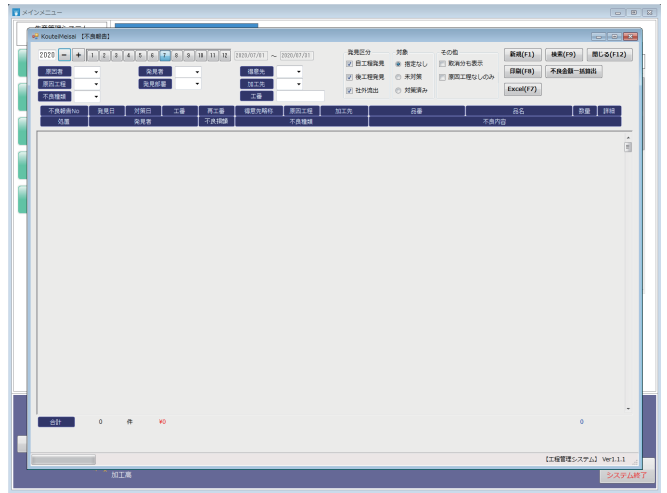 メインメニュー
KouteiMeisai 【不良報告】
2020 － + 1 2 3 4 5 6 7 8 9 10 11 12 2020/07/01 ～ 2020/07/31
発見区分 対象 その他
自工程発見 指定なし 取消分も表示
後工程発見 未対策 原因工程なしのみ
社外流出 対策済み
新規(F1) 検索(F9) 閉じる(F12)
印刷(F8) 不良金額一括算出
Excel(F7)
原因者 発見者 得意先
原因工程 発見部署 加工先
不良種類 工番
不良報告No 発見日 対策日 工番 再工番 得意先略称 原因工程 加工先 品番 品名 数量 詳細
処置 発見者 不良損額 不良種類 不良内容
合計 0 件 ¥0 0
【工程管理システム】 Ver1.1.1
加工高
システム終了